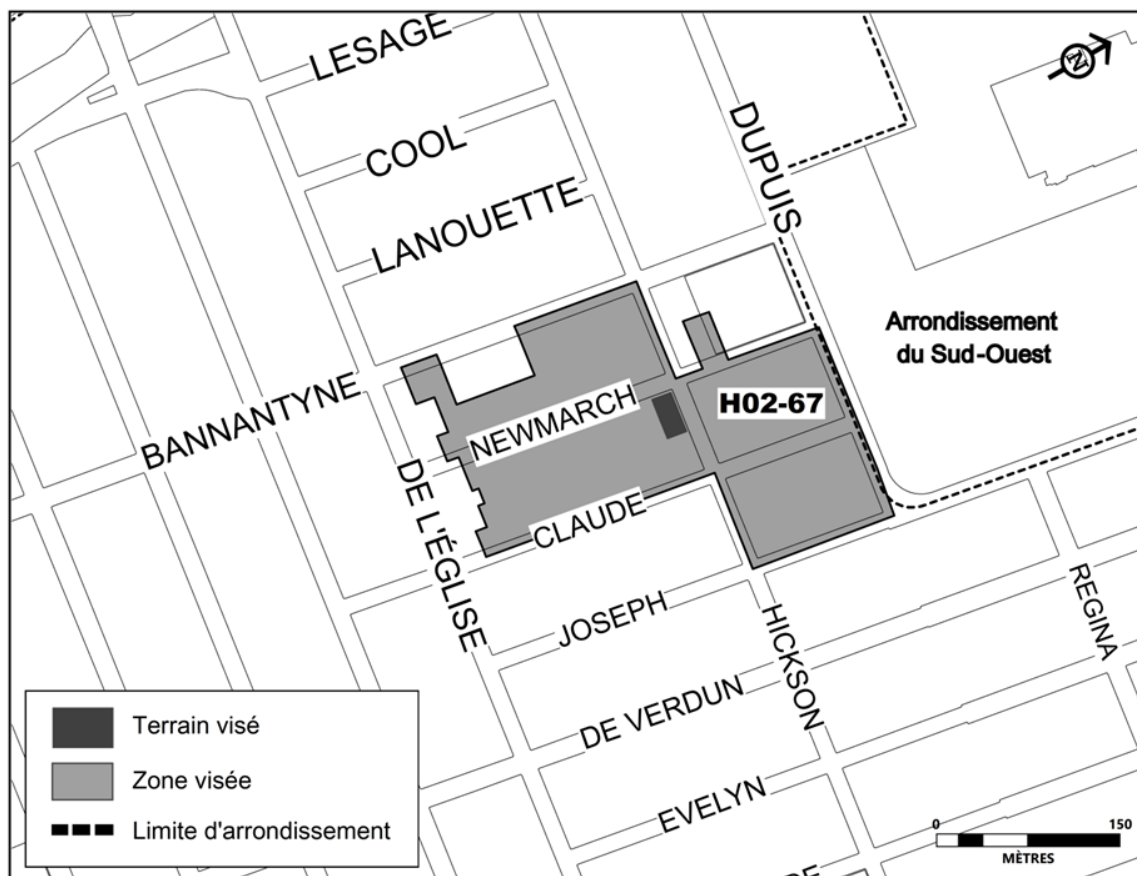 LESAGE
COOL
LANOUETTE
DUPUIS
N
Arrondissement
du Sud-Ouest
BANNANTYNE
NEWMARCH
H02-67
DE L'ÉGLISE
CLAUDE
JOSEPH
HICKSON
REGINA
DE VERDUN
EVELYN
Terrain visé
Zone visée
Limite d'arrondissement
0 150
MÈTRES